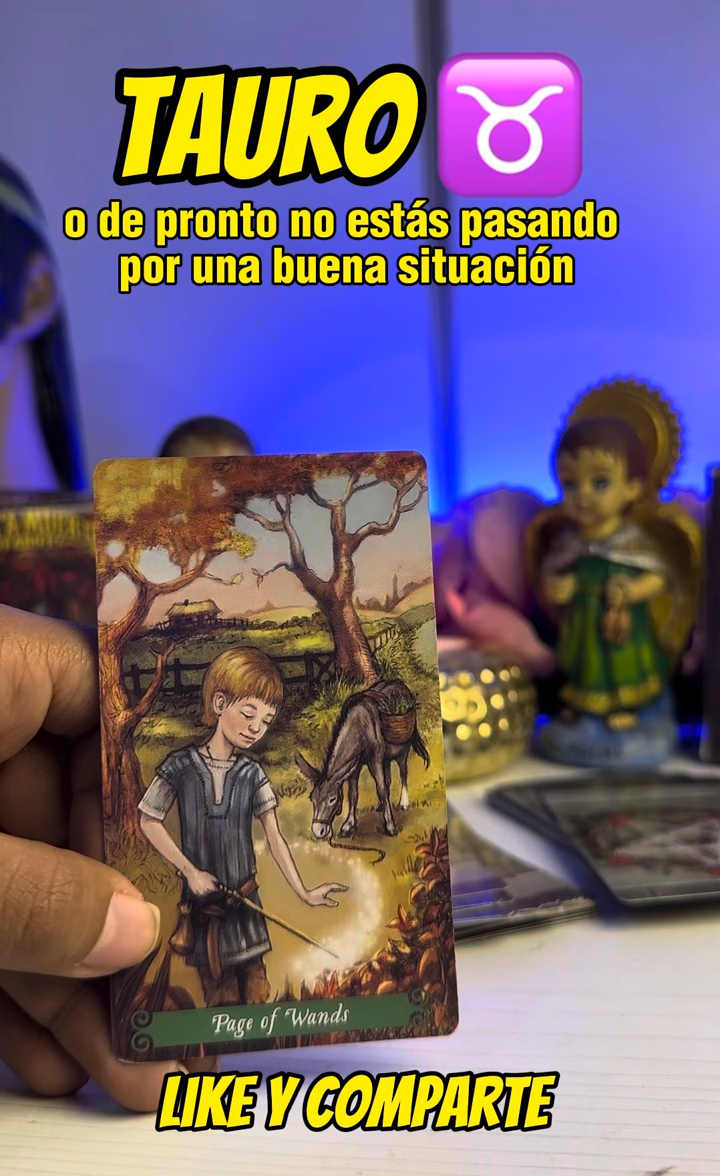 TAURO ♉
o de pronto no estás pasando
por una buena situación
Page of Wands
LIKE Y COMPARTE